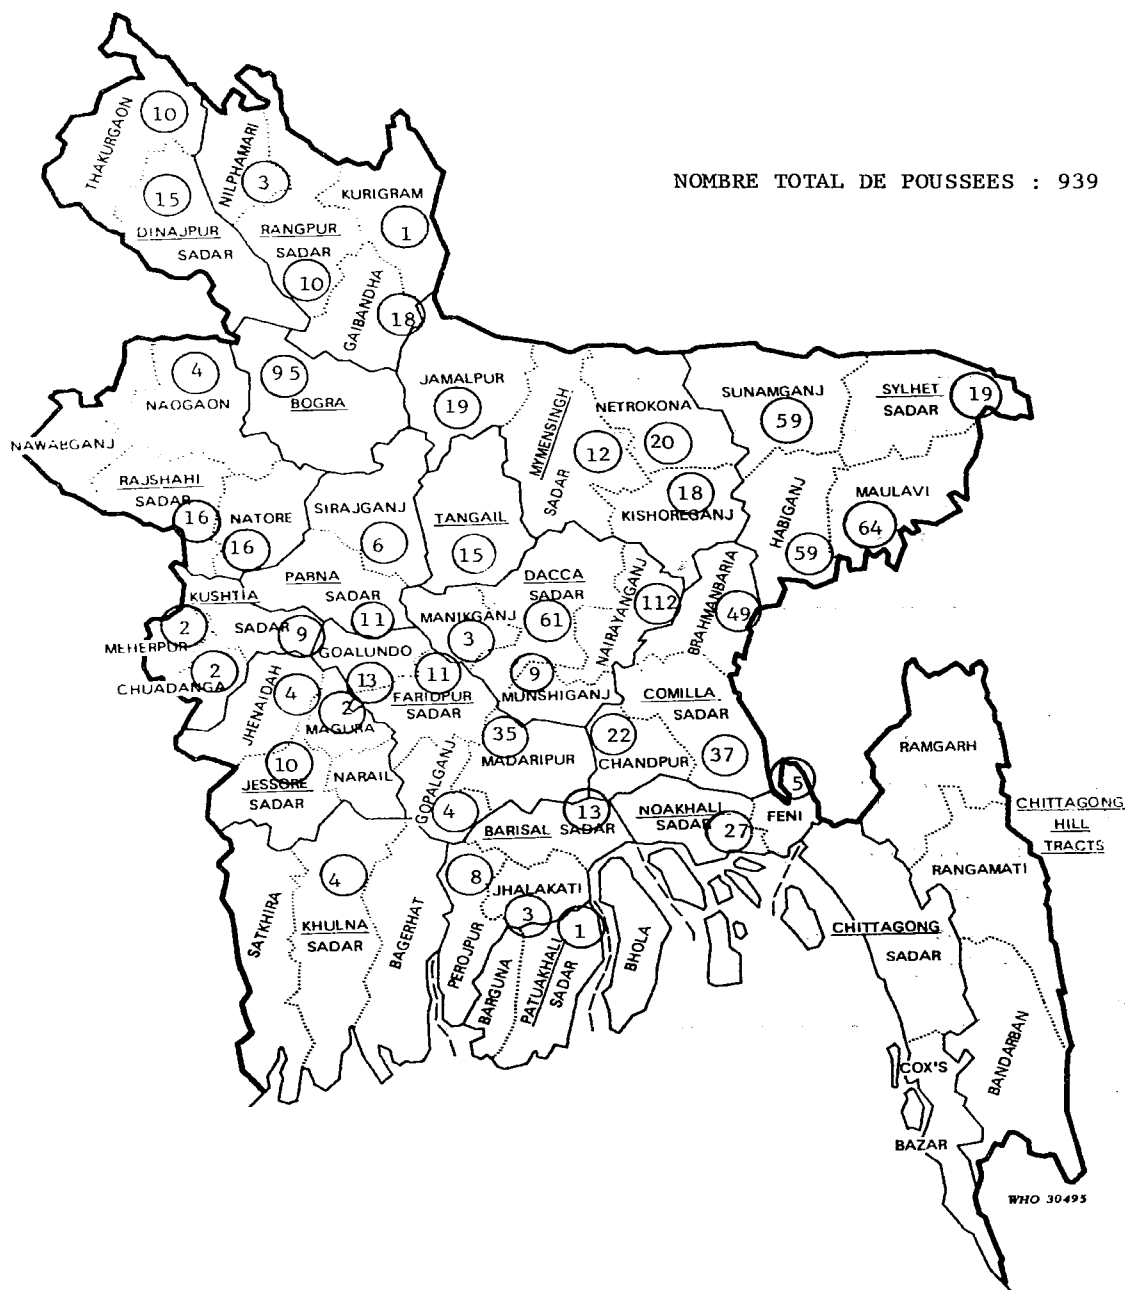 NOMBRE TOTAL DE POUSSEES : 939
THAKURGAON
10
NILPHAMARI
3
15
DINAJPUR
SADAR
KURIGRAM
1
RANGPUR
SADAR
10
GAIBANDHA
18
4
NAOGAON
95
BOGRA
NAWABGANJ
JAMALPUR
19
MYMENSINGH
SADAR
12
NETROKONA
20
SUNAMGANJ
59
SYLHET
SADAR
19
RAJSHAHI
SADAR
16
NATORE
16
SIRAJGANJ
6
TANGAIL
15
18
KISHOREGANJ
HABIGANJ
59
MAULAVI
64
PABNA
SADAR
11
KUSHTIA
SADAR
9
2
MEHERPUR
2
CHUADANGA
MANIKGANJ
3
DACCA
SADAR
61
NAIRAYANGANJ
112
BRAHMANBARIA
49
GOALUNDO
13
11
FARIDPUR
SADAR
9
MUNSHIGANJ
COMILLA
SADAR
37
JHENAIDAH
4
2
MAGURA
10
JESSORE
SADAR
NARAIL
GOPALGANJ
4
35
MADARIPUR
22
CHANDPUR
5
FENI
RAMGARH
CHITTAGONG
HILL
TRACTS
BARISAL SADAR
13
NOAKHALI
SADAR
27
SATKHIRA
4
KHULNA
SADAR
BAGERHAT
8
PEROJPUR
JHALAKATI
3
BARGUNA
PATUAKHALI
SADAR
1
BHOLA
RANGAMATI
CHITTAGONG
SADAR
BANDARBAN
COX'S
BAZAR
WHO 30495